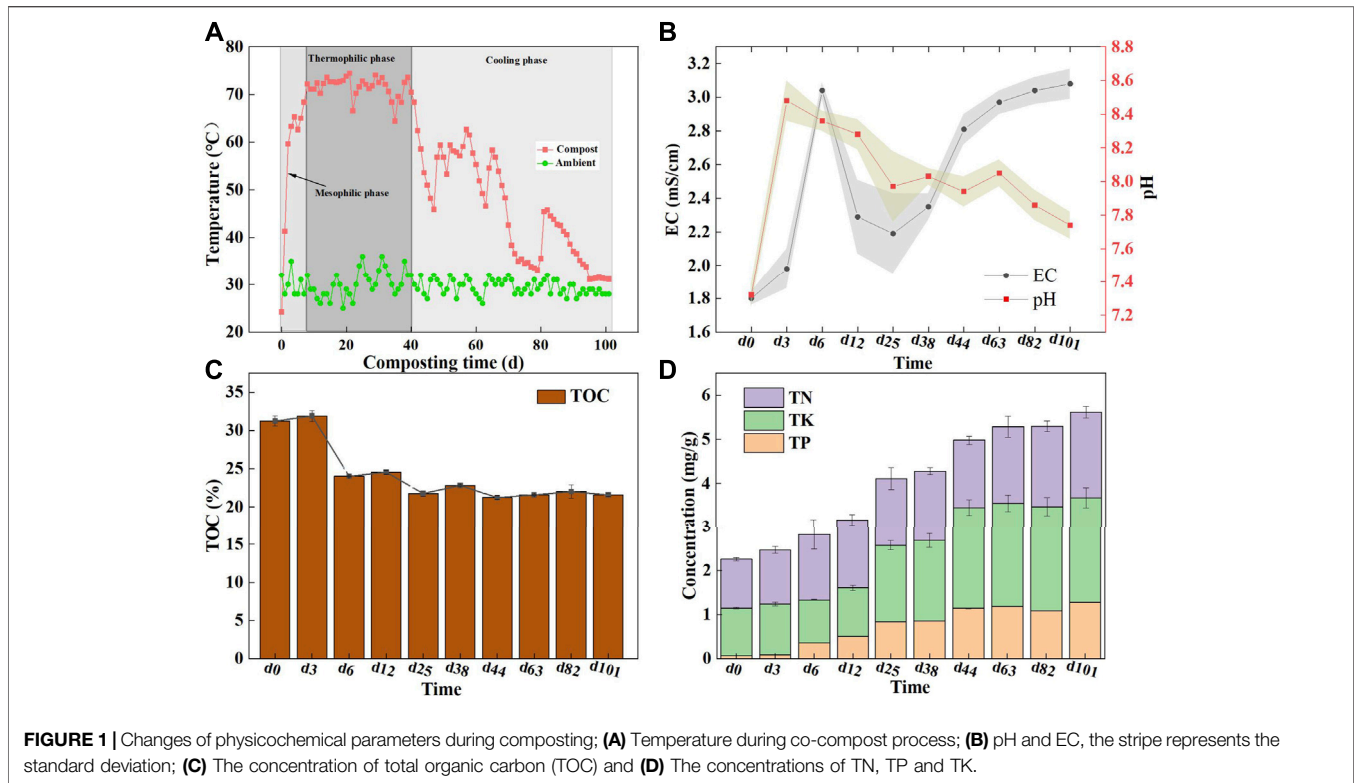 A
80
70
60
50
40
30
20
Temperature (°C)
Thermophilic phase
Cooling phase
Mesophilic phase
Compost
Ambient
0
20
40
60
80
100
Composting time (d)
B
3.2
3.0
2.8
2.6
2.4
2.2
2.0
1.8
1.6
EC (mS/cm)
8.8
8.6
8.4
8.2
8.0
7.8
7.6
7.4
7.2
pH
EC
pH
d0
d3
d6
d12
d25
d38
d44
d63
d82
d101
Time
C
35
30
25
20
15
10
5
0
TOC (%)
TOC
d0
d3
d6
d12
d25
d38
d44
d63
d82
d101
Time
D
6
5
4
3
2
1
0
Concentration (mg/g)
TN
TK
TP
d0
d3
d6
d12
d25
d38
d44
d63
d82
d101
Time
FIGURE 1 | Changes of physicochemical parameters during composting; (A) Temperature during co-compost process; (B) pH and EC, the stripe represents the
standard deviation; (C) The concentration of total organic carbon (TOC) and (D) The concentrations of TN, TP and TK.